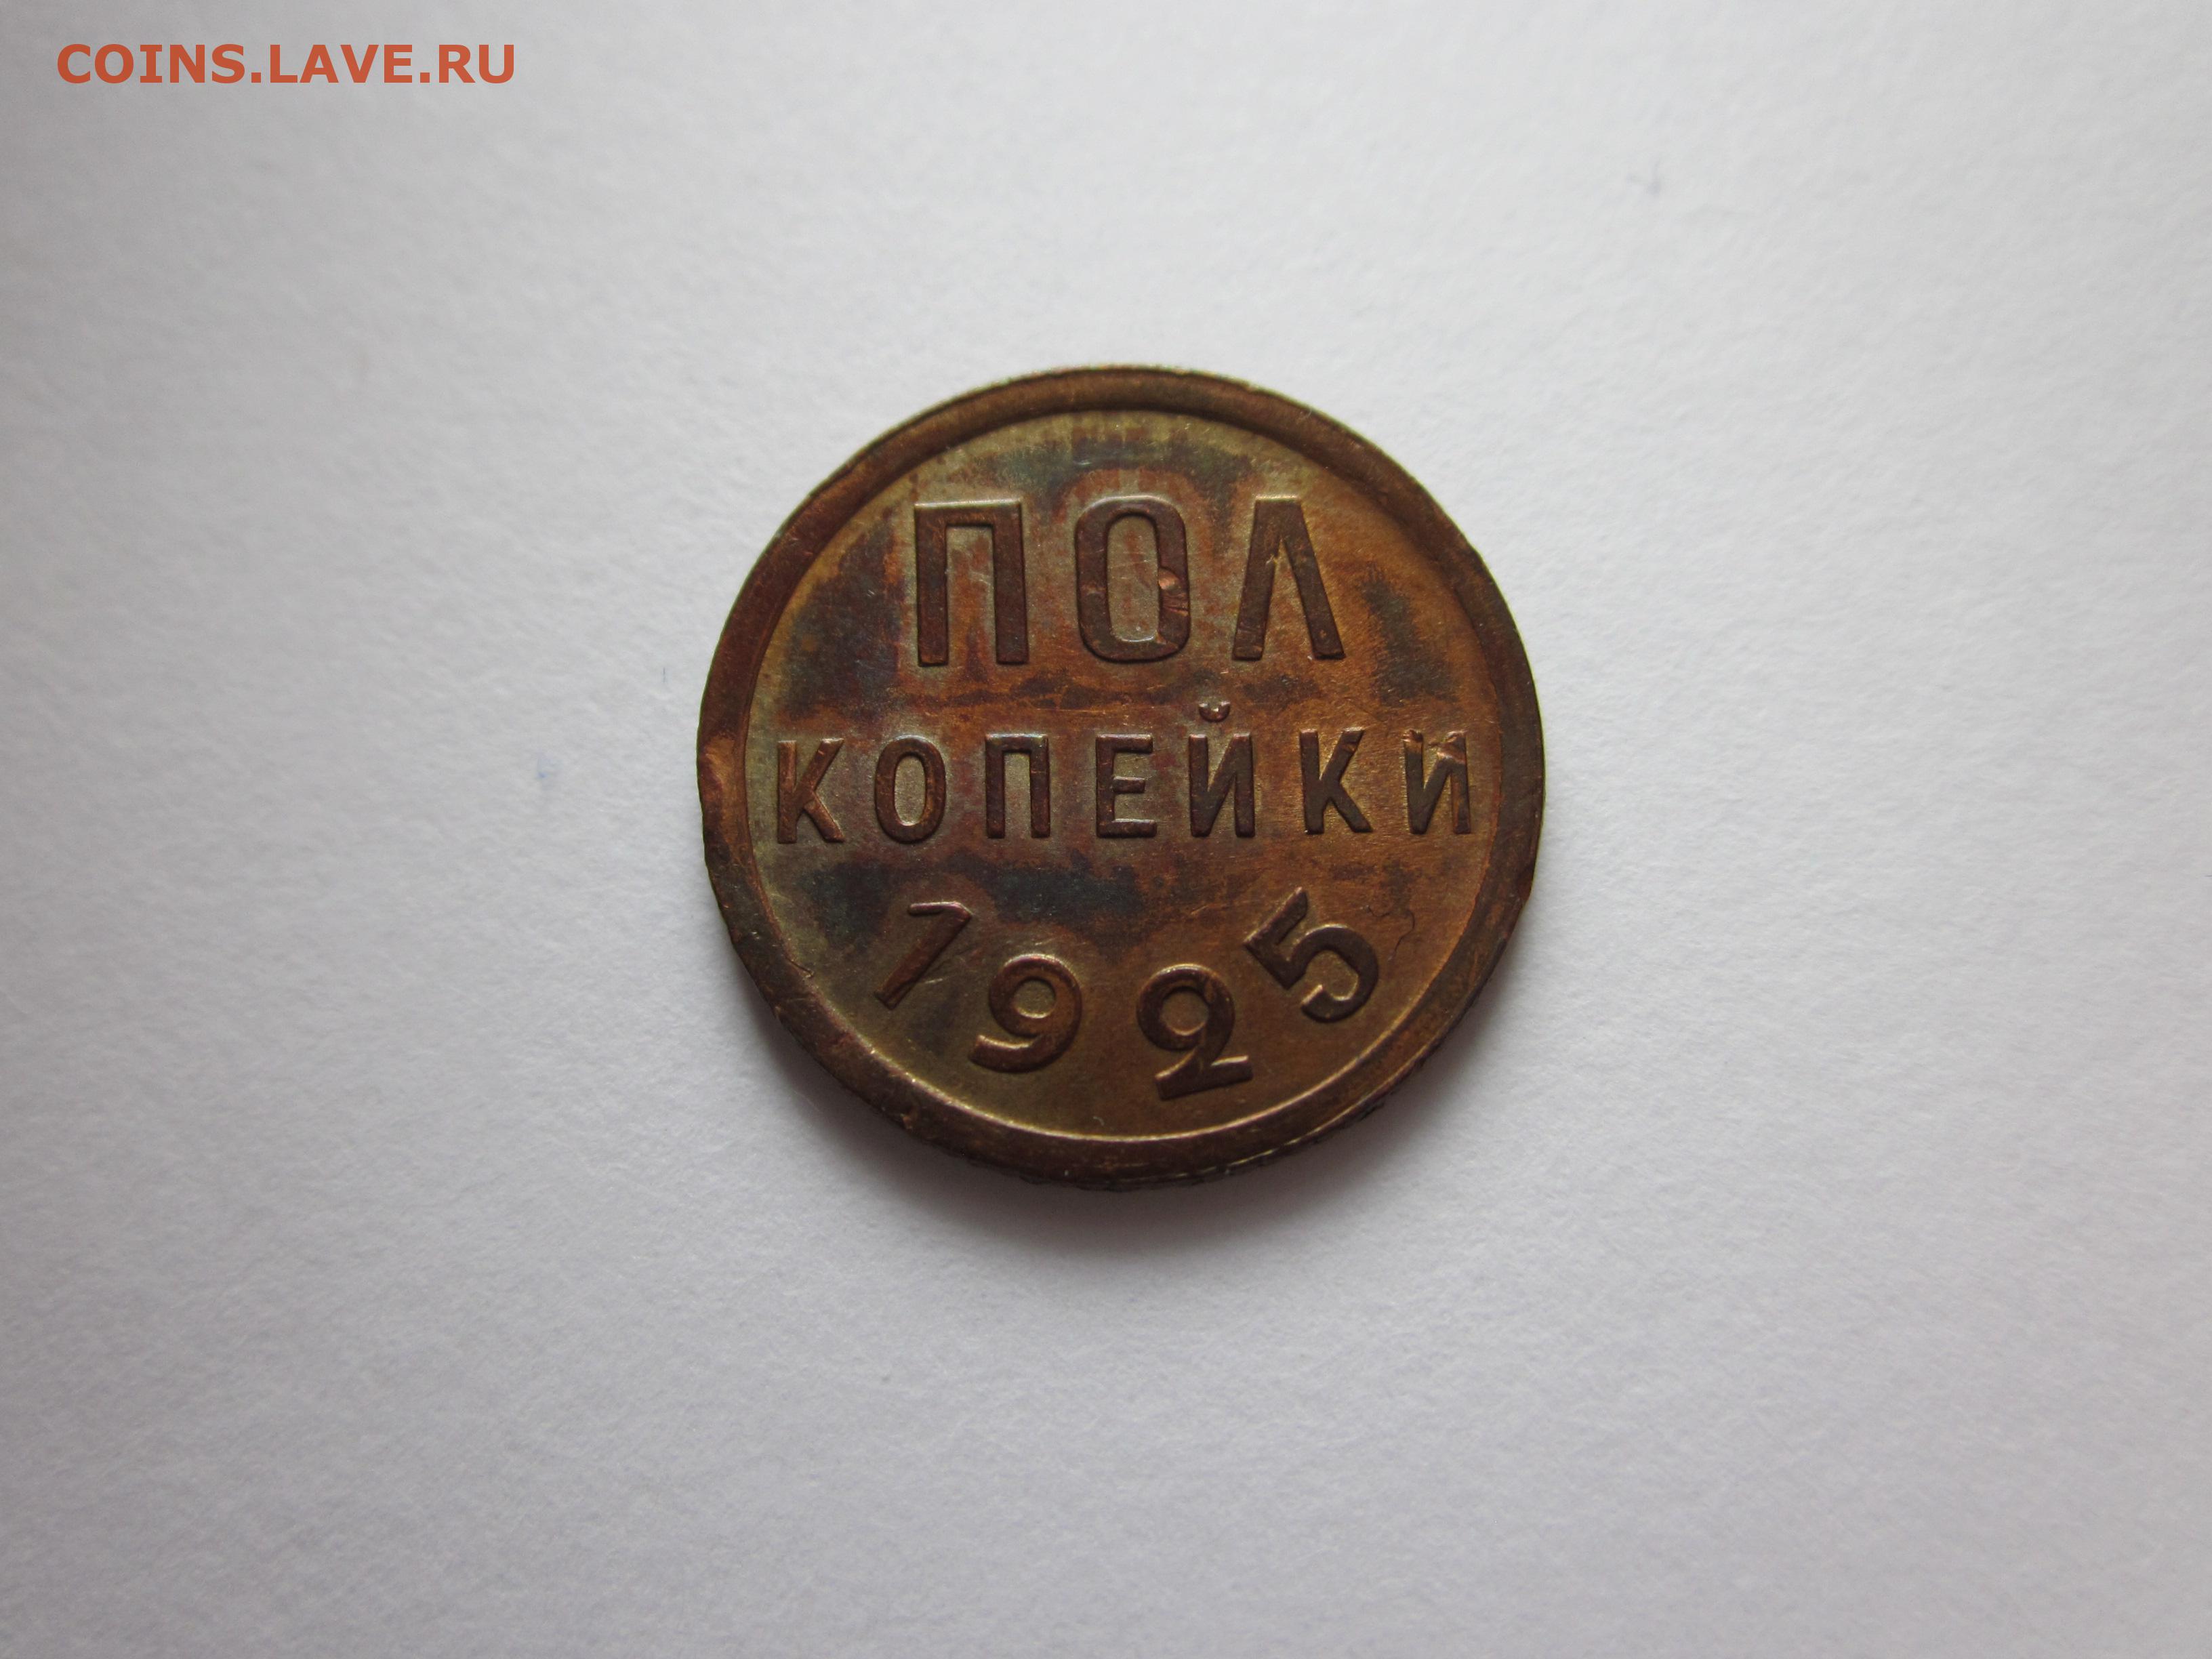 COINS.LAVE.RU
ПОЛ
КОПЕЙКИ
1925